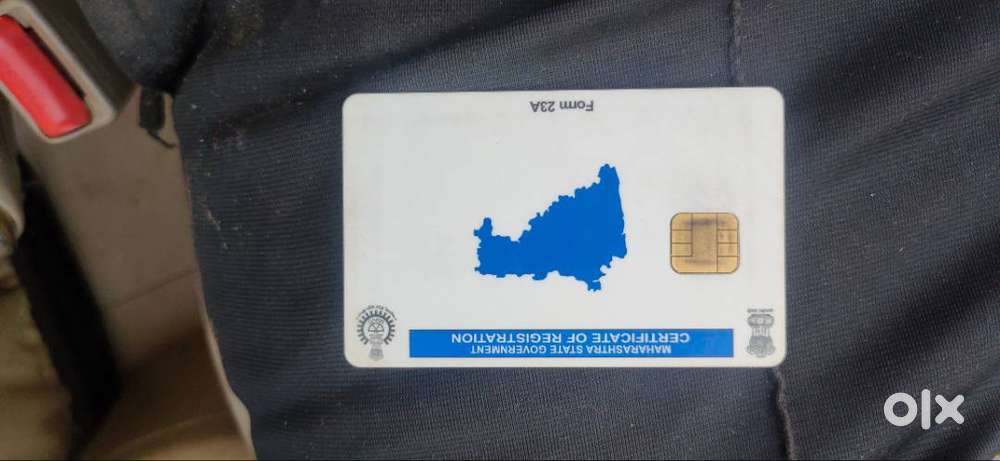 MAHARASHTRA STATE GOVERNMENT
CERTIFICATE OF REGISTRATION
Form 23A
olx